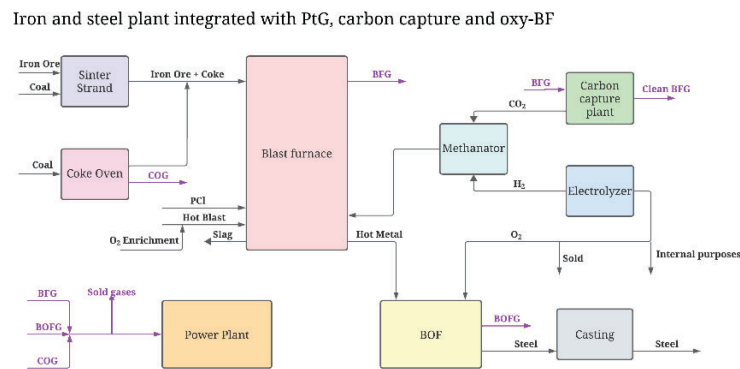 Iron and steel plant integrated with PtG, carbon capture and oxy-BF
Iron Ore
Coal
Sinter
Strand
Iron Ore + Coke
BFG
BFG
Carbon
capture
plant
Clean BFG
CO₂
Methanator
Blast furnace
Coal
Coke Oven
COG
H₂
Electrolyzer
PCl
Hot Blast
O₂ Enrichment
Slag
Hot Metal
O₂
Sold
Internal purposes
BFG
Sold gases
BOFG
COG
Power Plant
BOF
BOFG
Steel
Casting
Steel